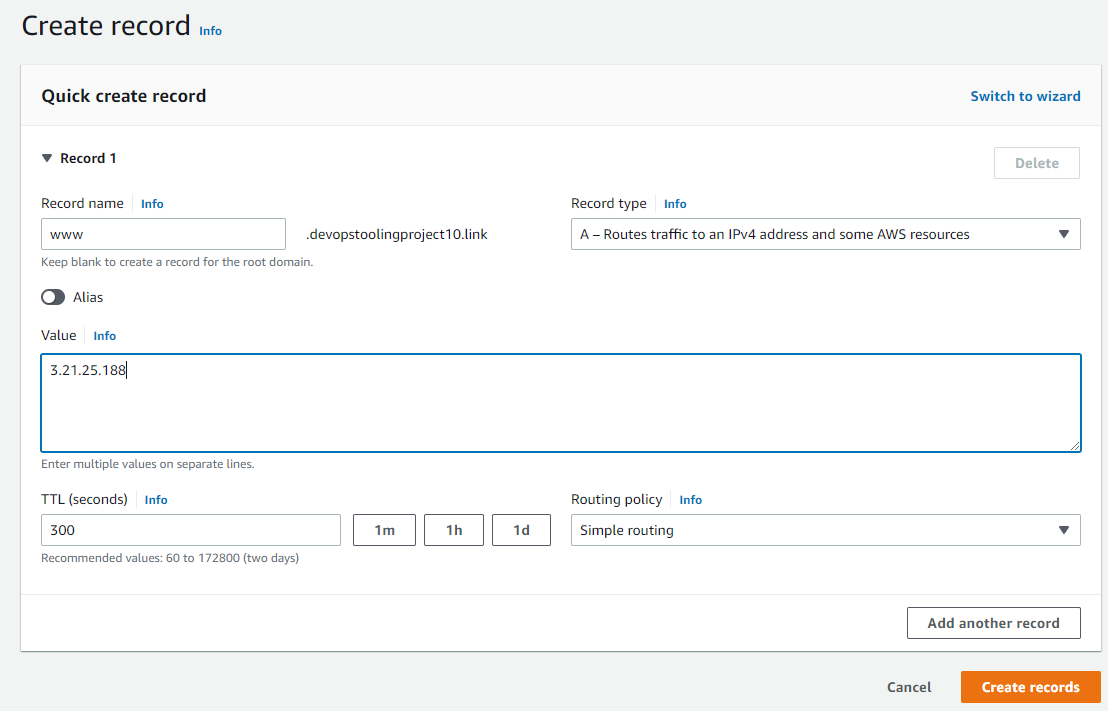 Create record Info
Quick create record Switch to wizard
Record 1 Delete
Record name Info Record type Info
www .devopstoolingproject10.link A – Routes traffic to an IPv4 address and some AWS resources
Keep blank to create a record for the root domain.
Alias
Value Info
3.21.25.188
Enter multiple values on separate lines.
TTL (seconds) Info Routing policy Info
300 1m 1h 1d Simple routing
Recommended values: 60 to 172800 (two days)
Add another record
Cancel Create records